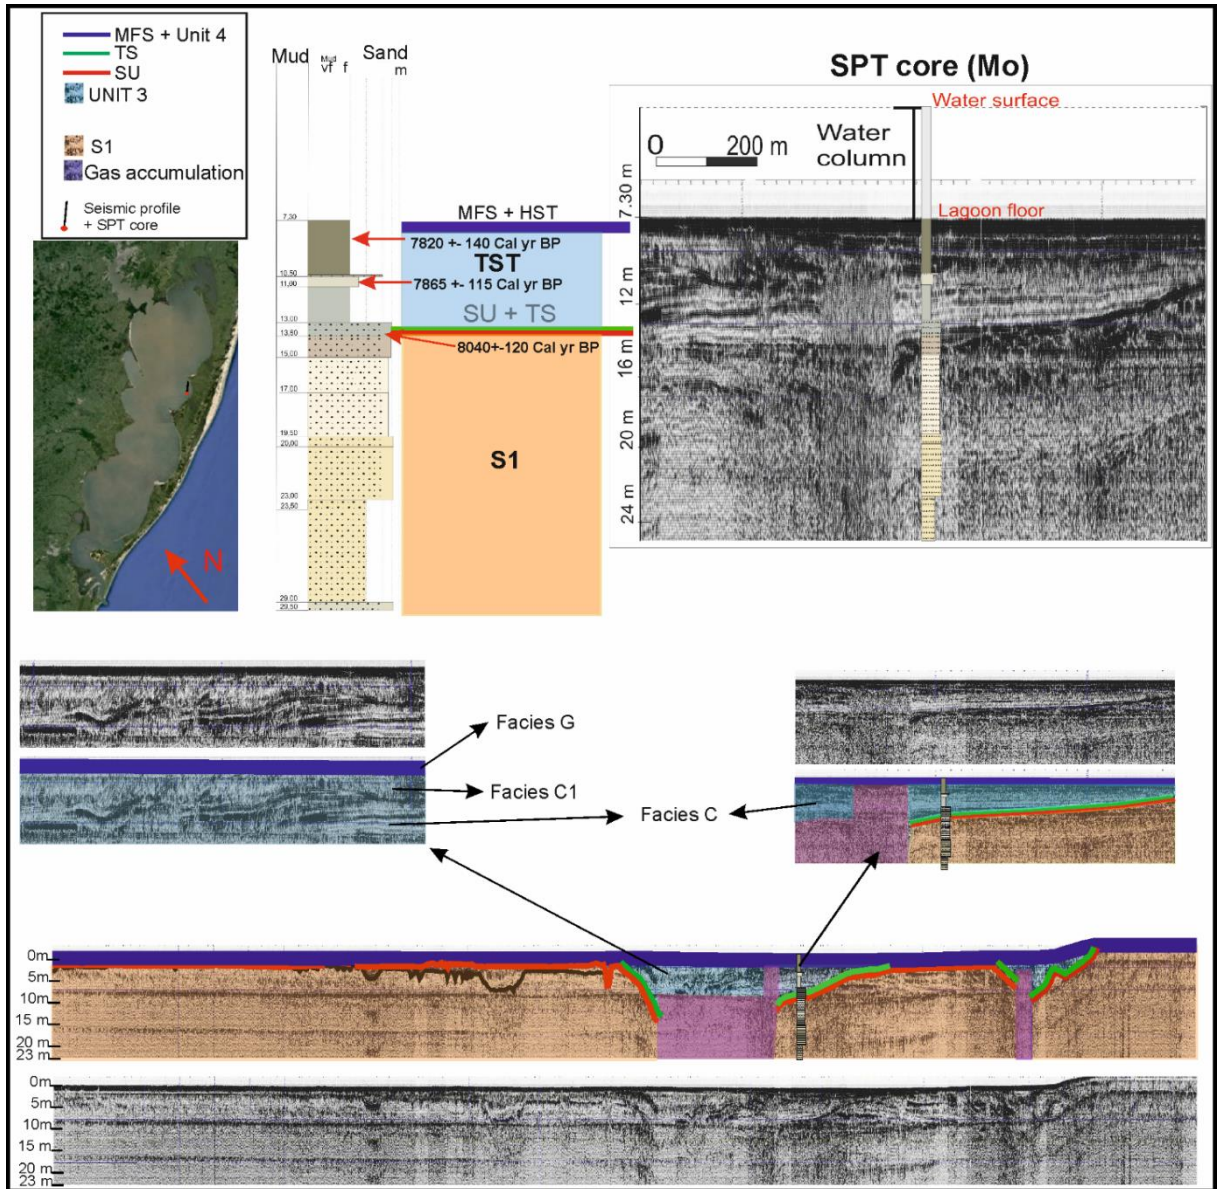 MFS + Unit 4
TS
SU
UNIT 3
S1
Gas accumulation
Seismic profile
+ SPT core
N
Mud
Mud
vf f
Sand
m
7,30
10,50
11,00
13,00
13,80
15,00
17,00
19,50
20,00
23,00
23,50
29,00
29,50
MFS + HST
7820 +- 140 Cal yr BP
TST
7865 +- 115 Cal yr BP
SU + TS
8040+-120 Cal yr BP
S1
SPT core (Mo)
Water surface
0 200 m
Water
column
Lagoon floor
7.30 m
12 m
16 m
20 m
24 m
Facies G
Facies C1
Facies C
0m
5m
10m
15 m
20 m
23 m
0m
5m
10m
15 m
20 m
23 m